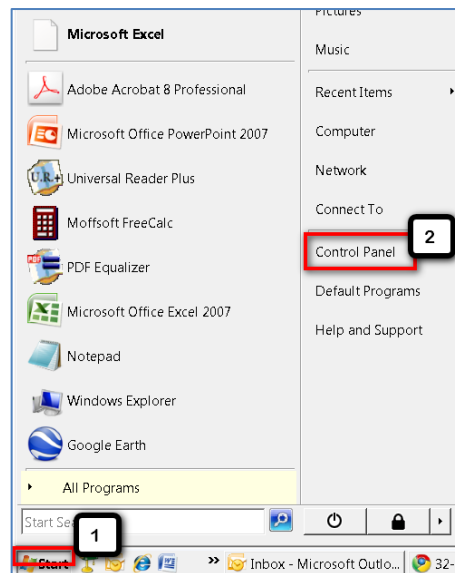 Microsoft Excel
Adobe Acrobat 8 Professional
Microsoft Office PowerPoint 2007
Universal Reader Plus
Moffsoft FreeCalc
PDF Equalizer
Microsoft Office Excel 2007
Notepad
Windows Explorer
Google Earth
All Programs
Start
1
Pictures
Music
Recent Items
Computer
Network
Connect To
2
Control Panel
Default Programs
Help and Support
Start
Inbox - Microsoft Outlo...
32-